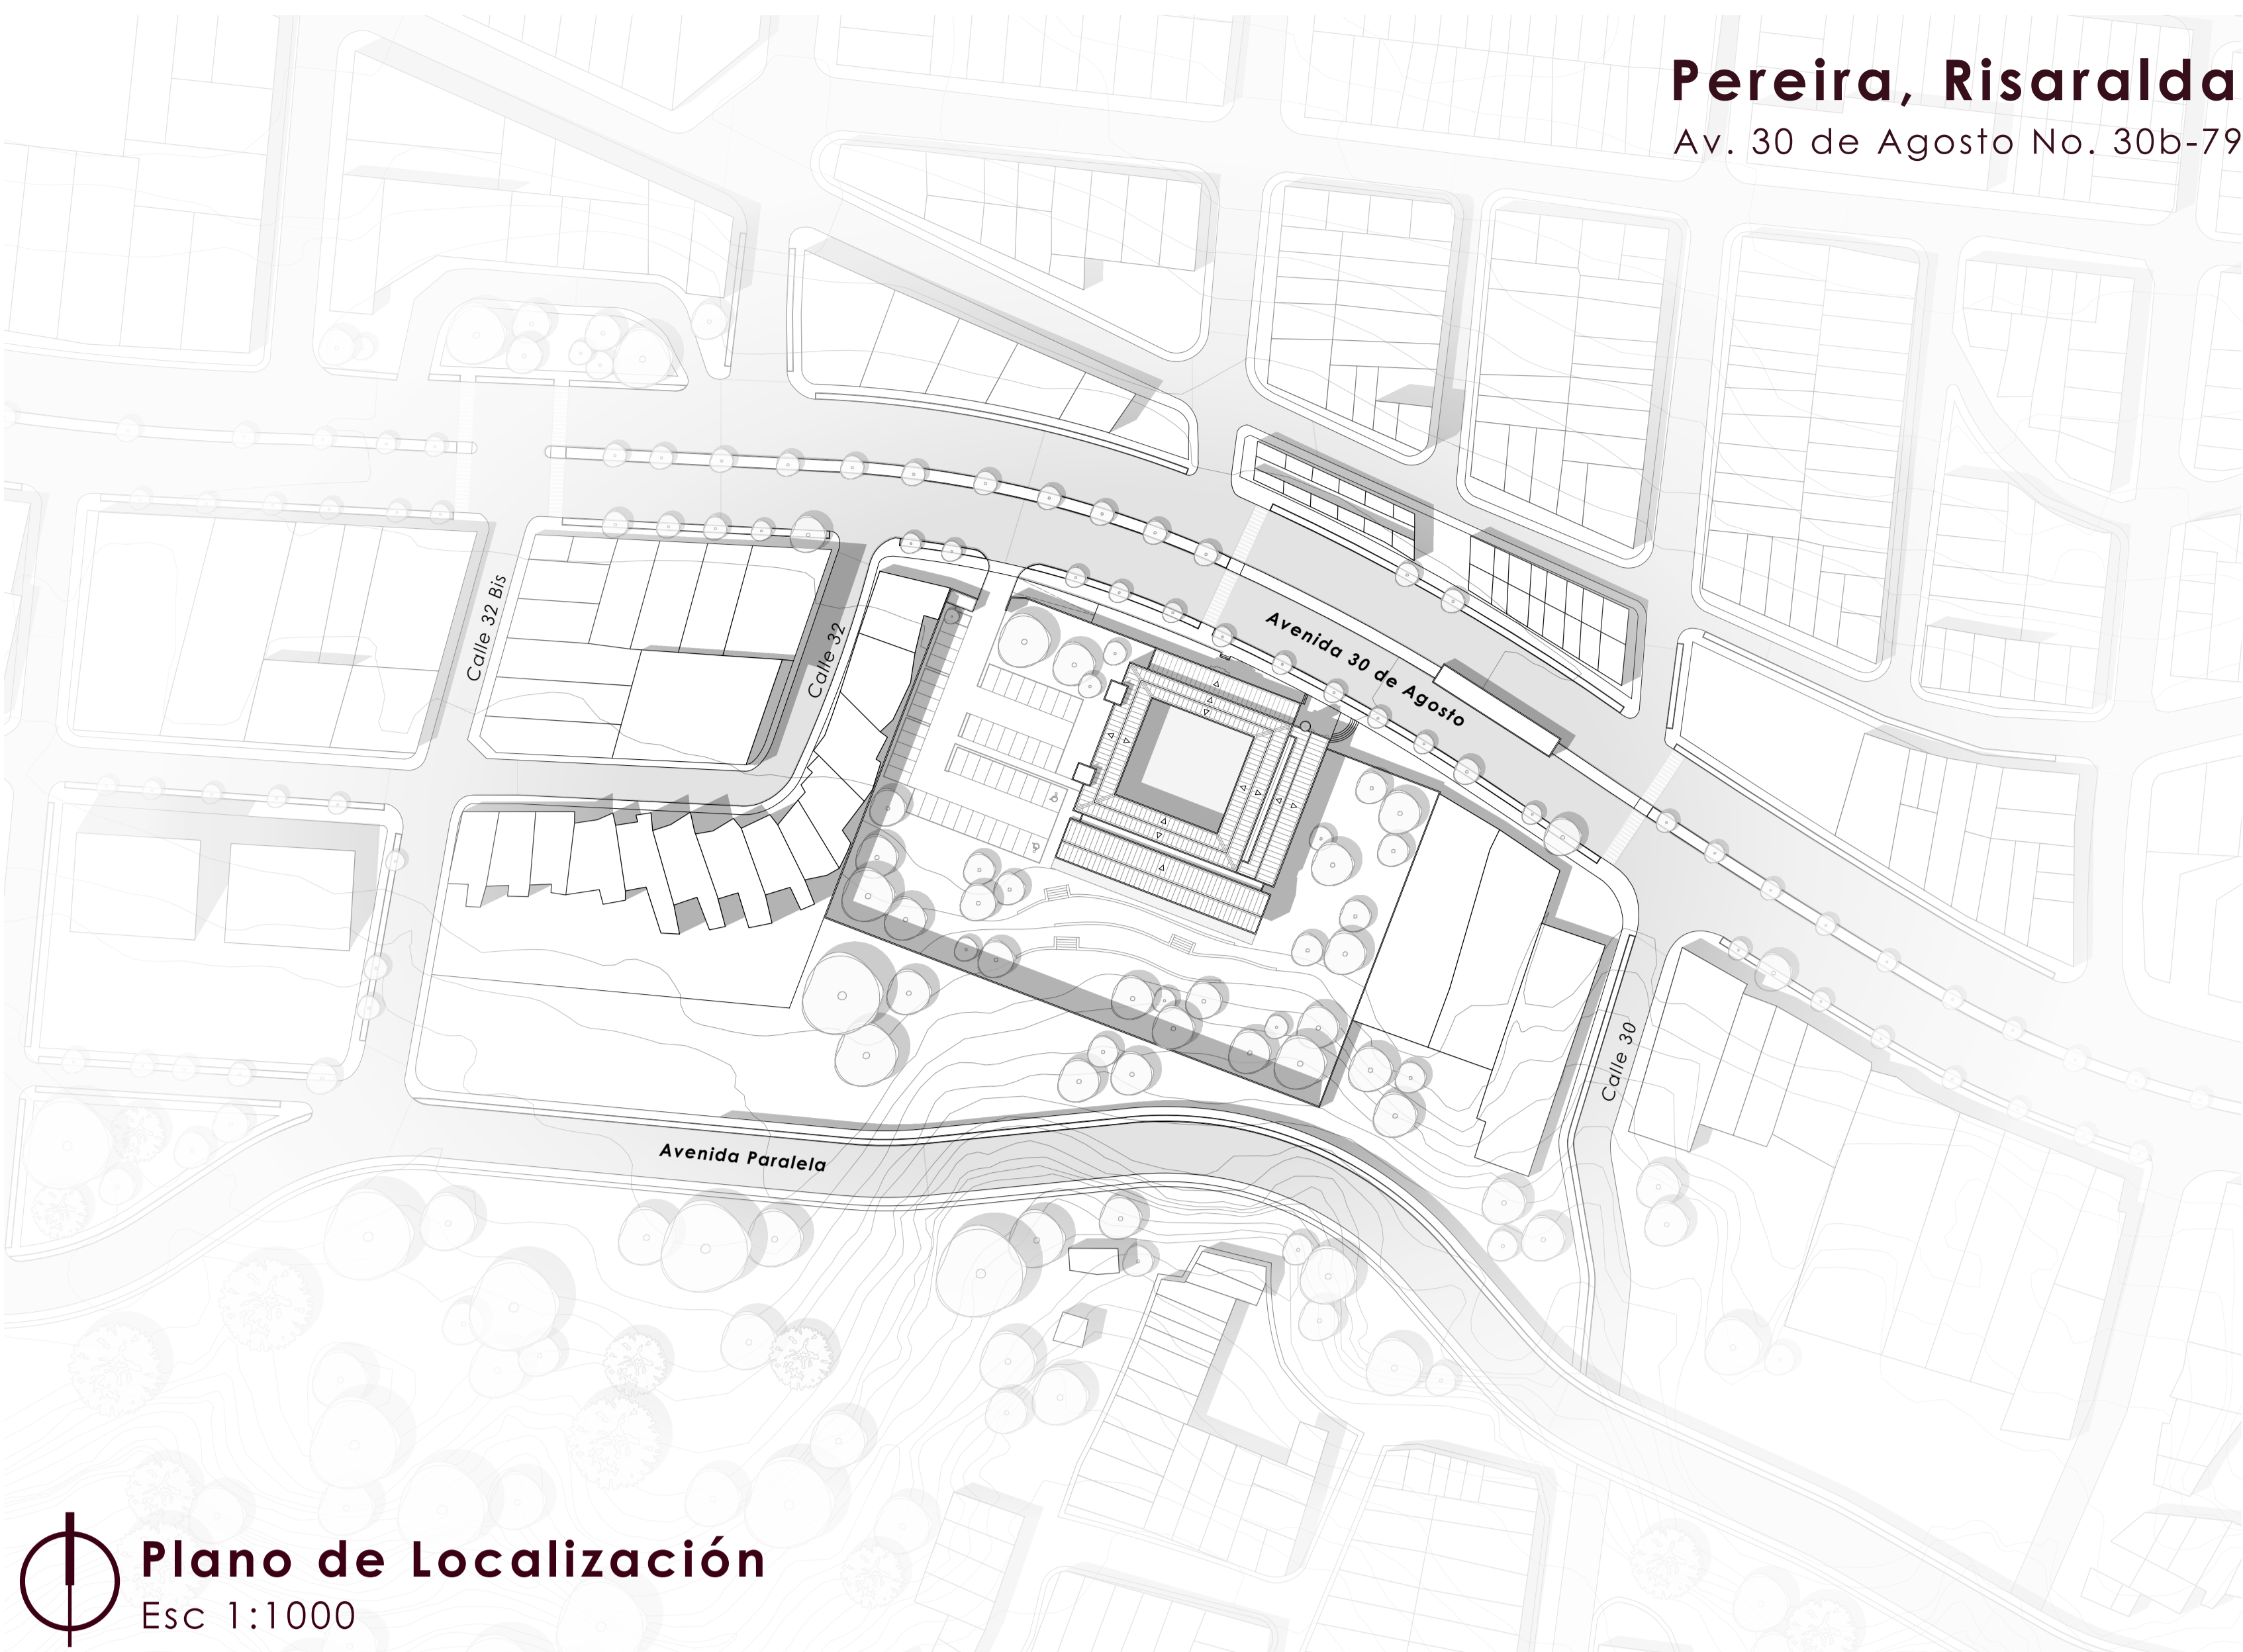 Pereira, Risaralda
Av. 30 de Agosto No. 30b-79
Calle 32 Bis
Calle 32
Avenida 30 de Agosto
Calle 30
Avenida Paralela
Plano de Localización
Esc 1:1000